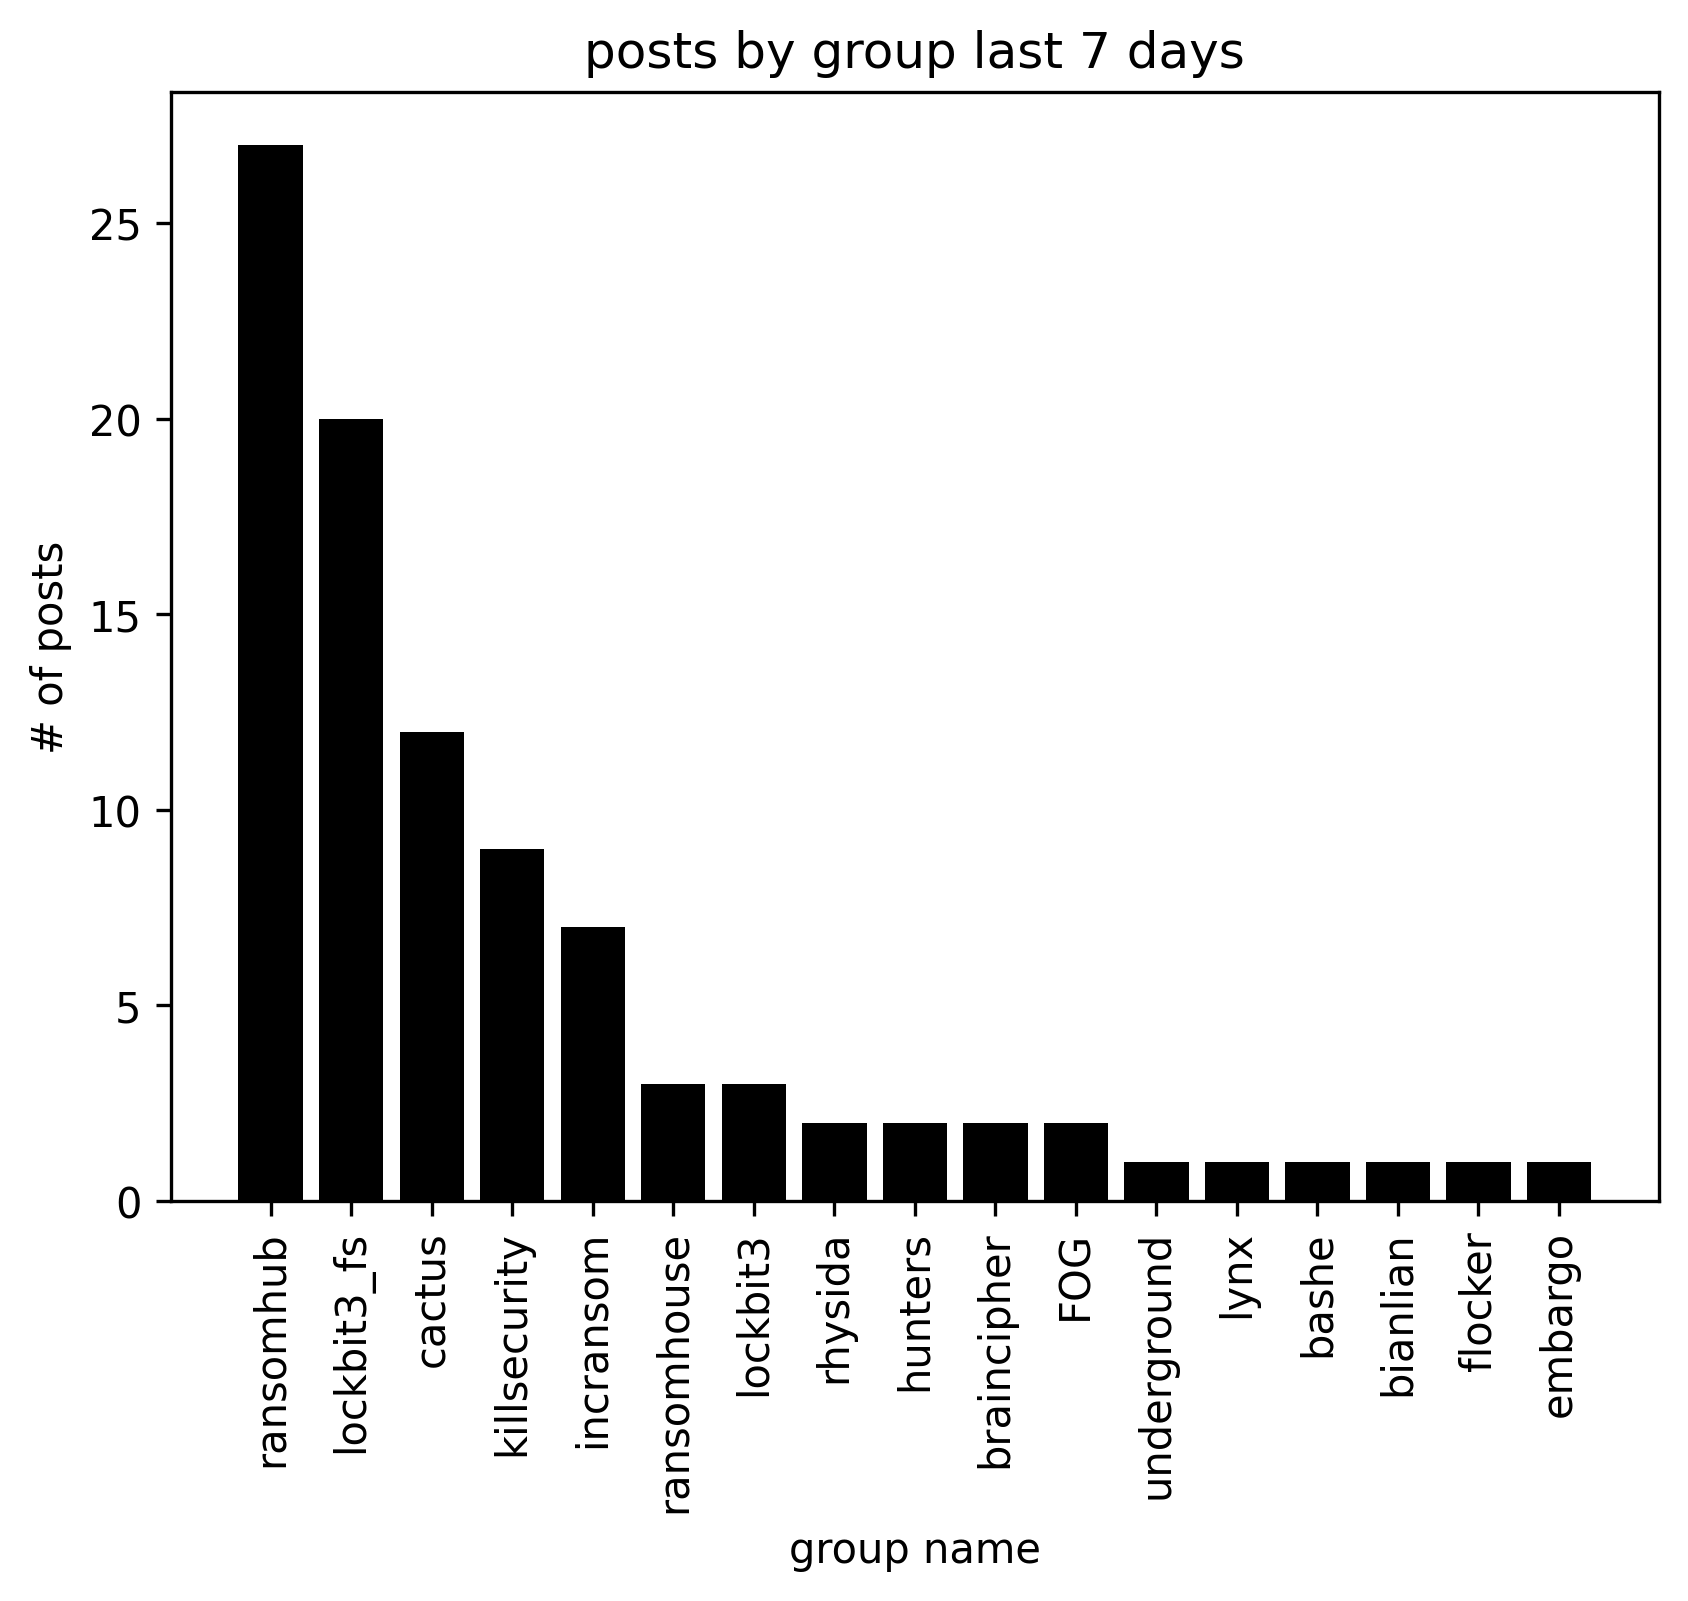 posts by group last 7 days
# of posts
25
20
15
10
5
0
ransomhub
lockbit3_fs
cactus
killsecurity
incransom
ransomhouse
lockbit3
rhysida
hunters
braincipher
FOG
underground
lynx
bashe
bianlian
flocker
embargo
group name